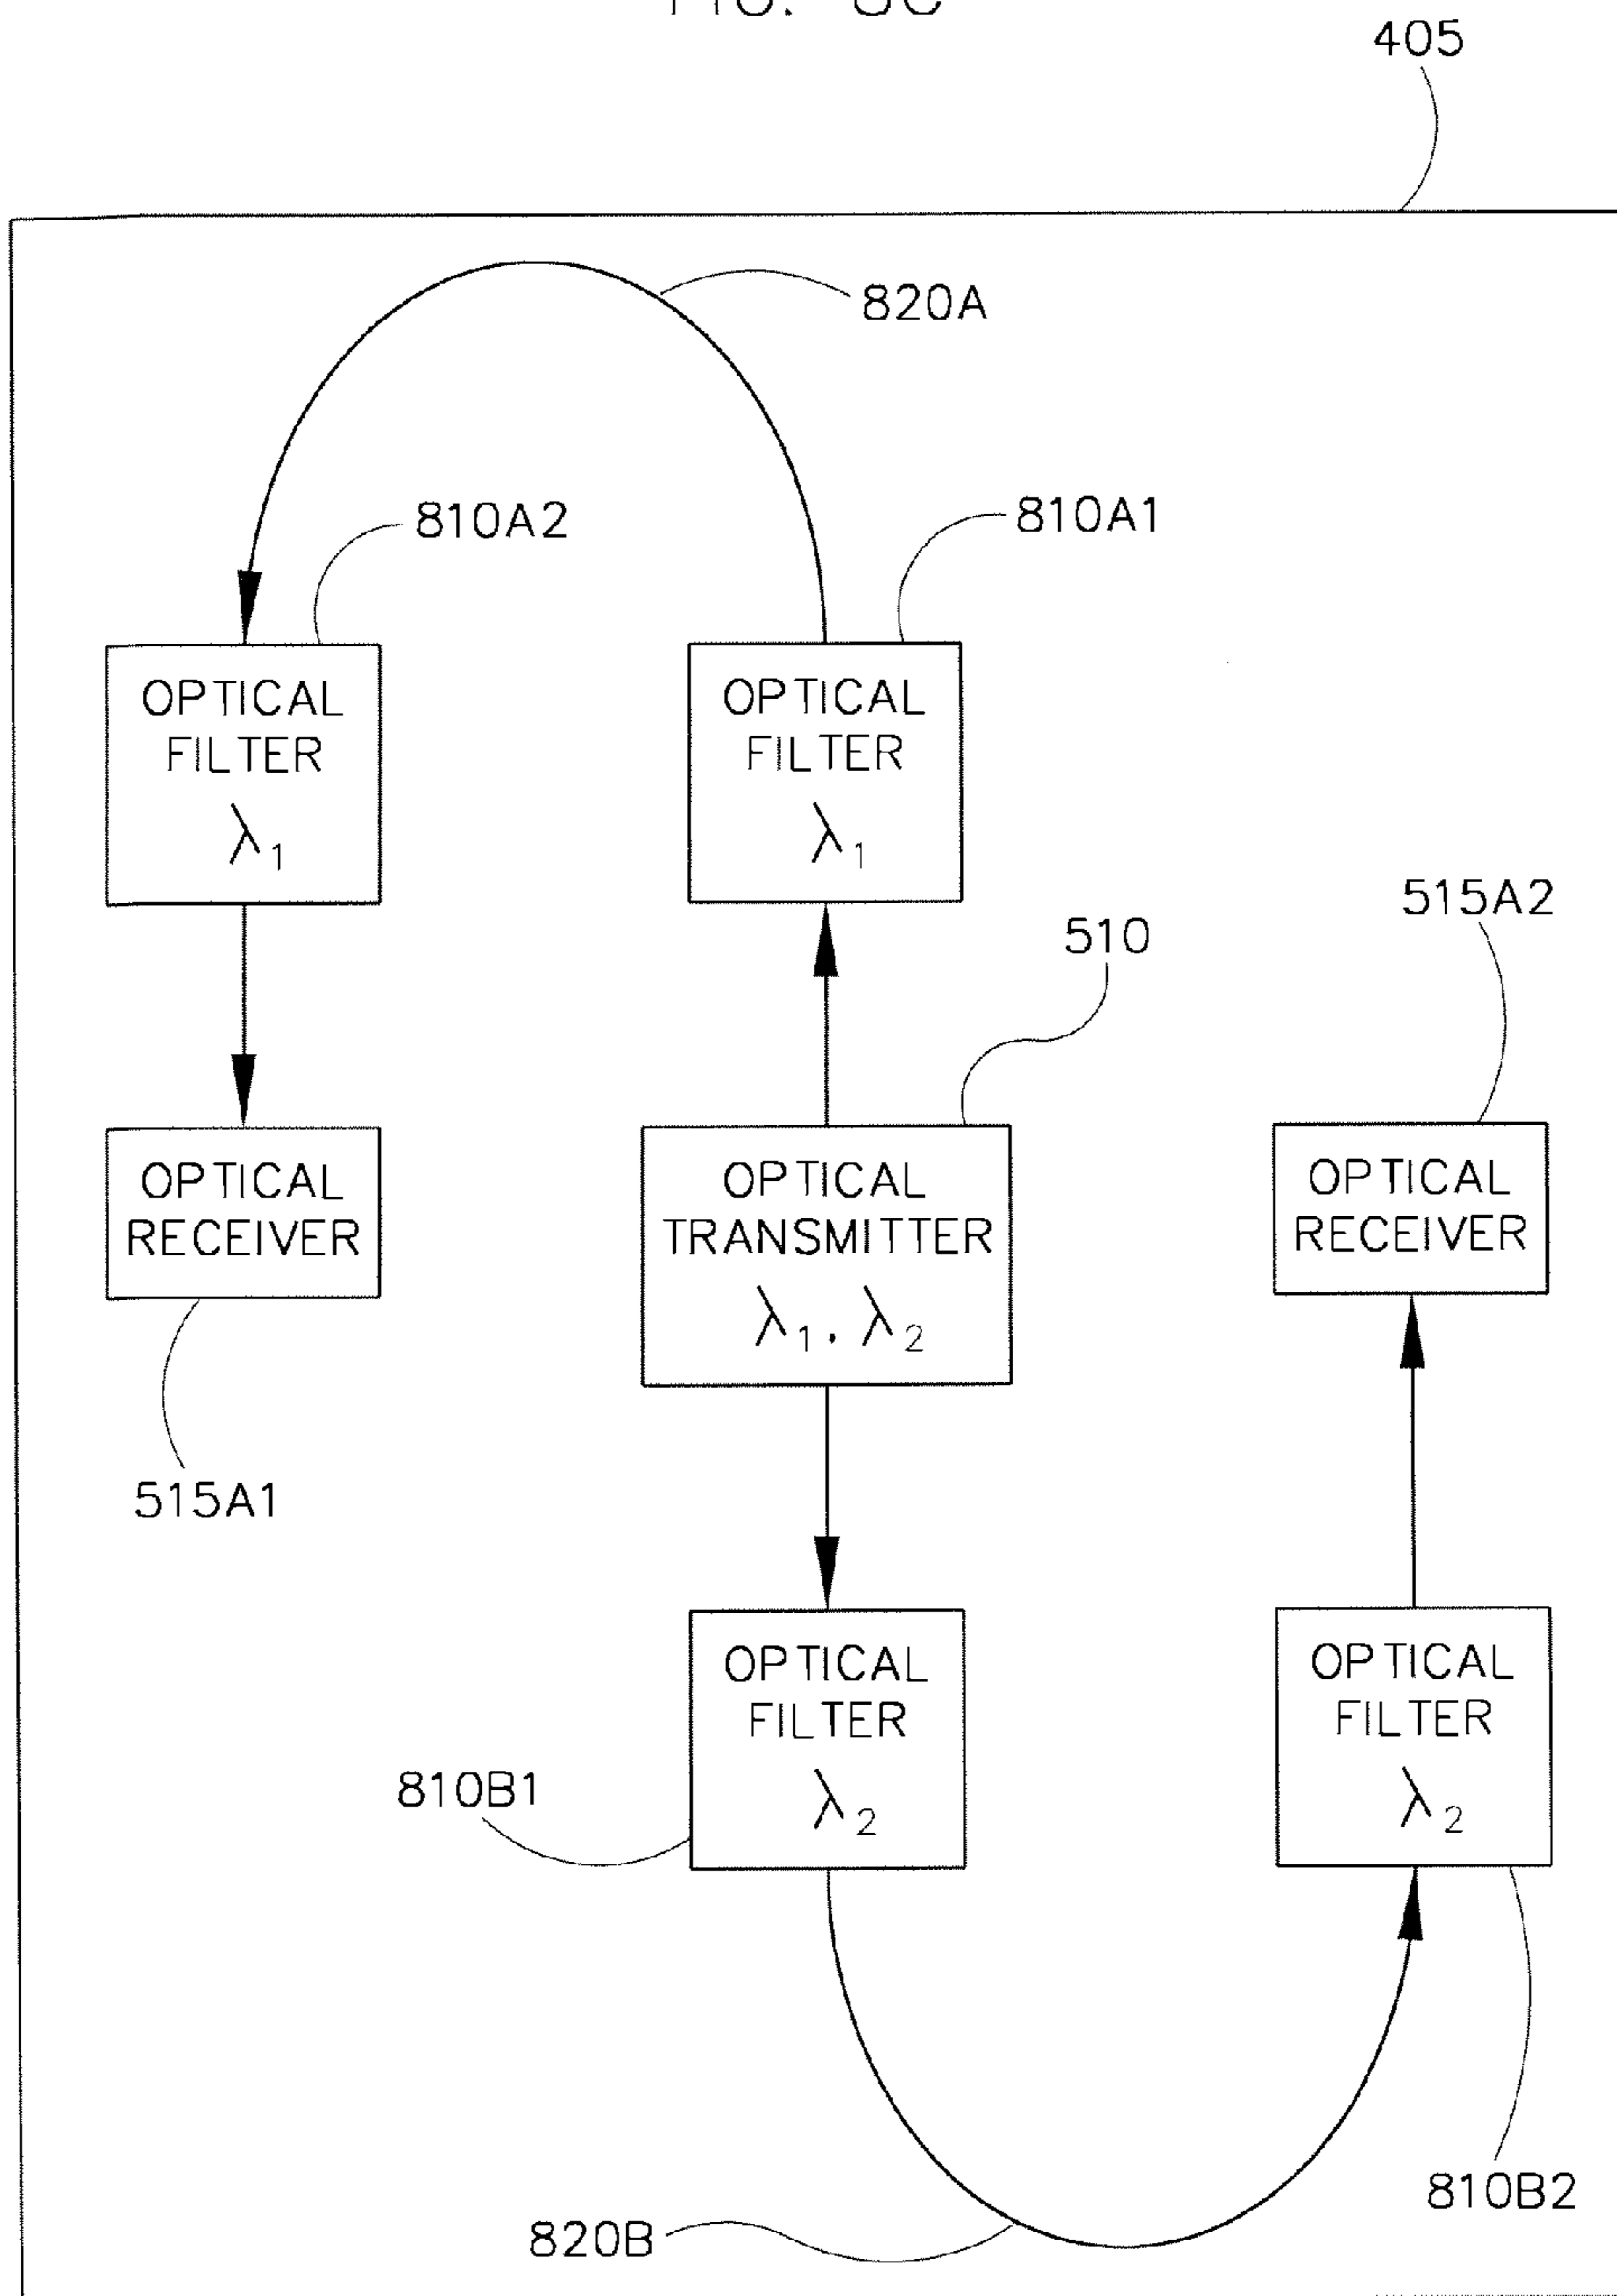 405
820A
810A2
810A1
OPTICAL
FILTER
λ1
OPTICAL
FILTER
λ1
515A2
510
OPTICAL
RECEIVER
OPTICAL
TRANSMITTER
λ1, λ2
OPTICAL
RECEIVER
515A1
OPTICAL
FILTER
λ2
OPTICAL
FILTER
λ2
810B1
810B2
820B